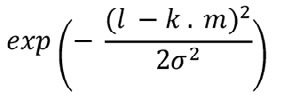 exp(− (l − k . m)² / 2σ²)